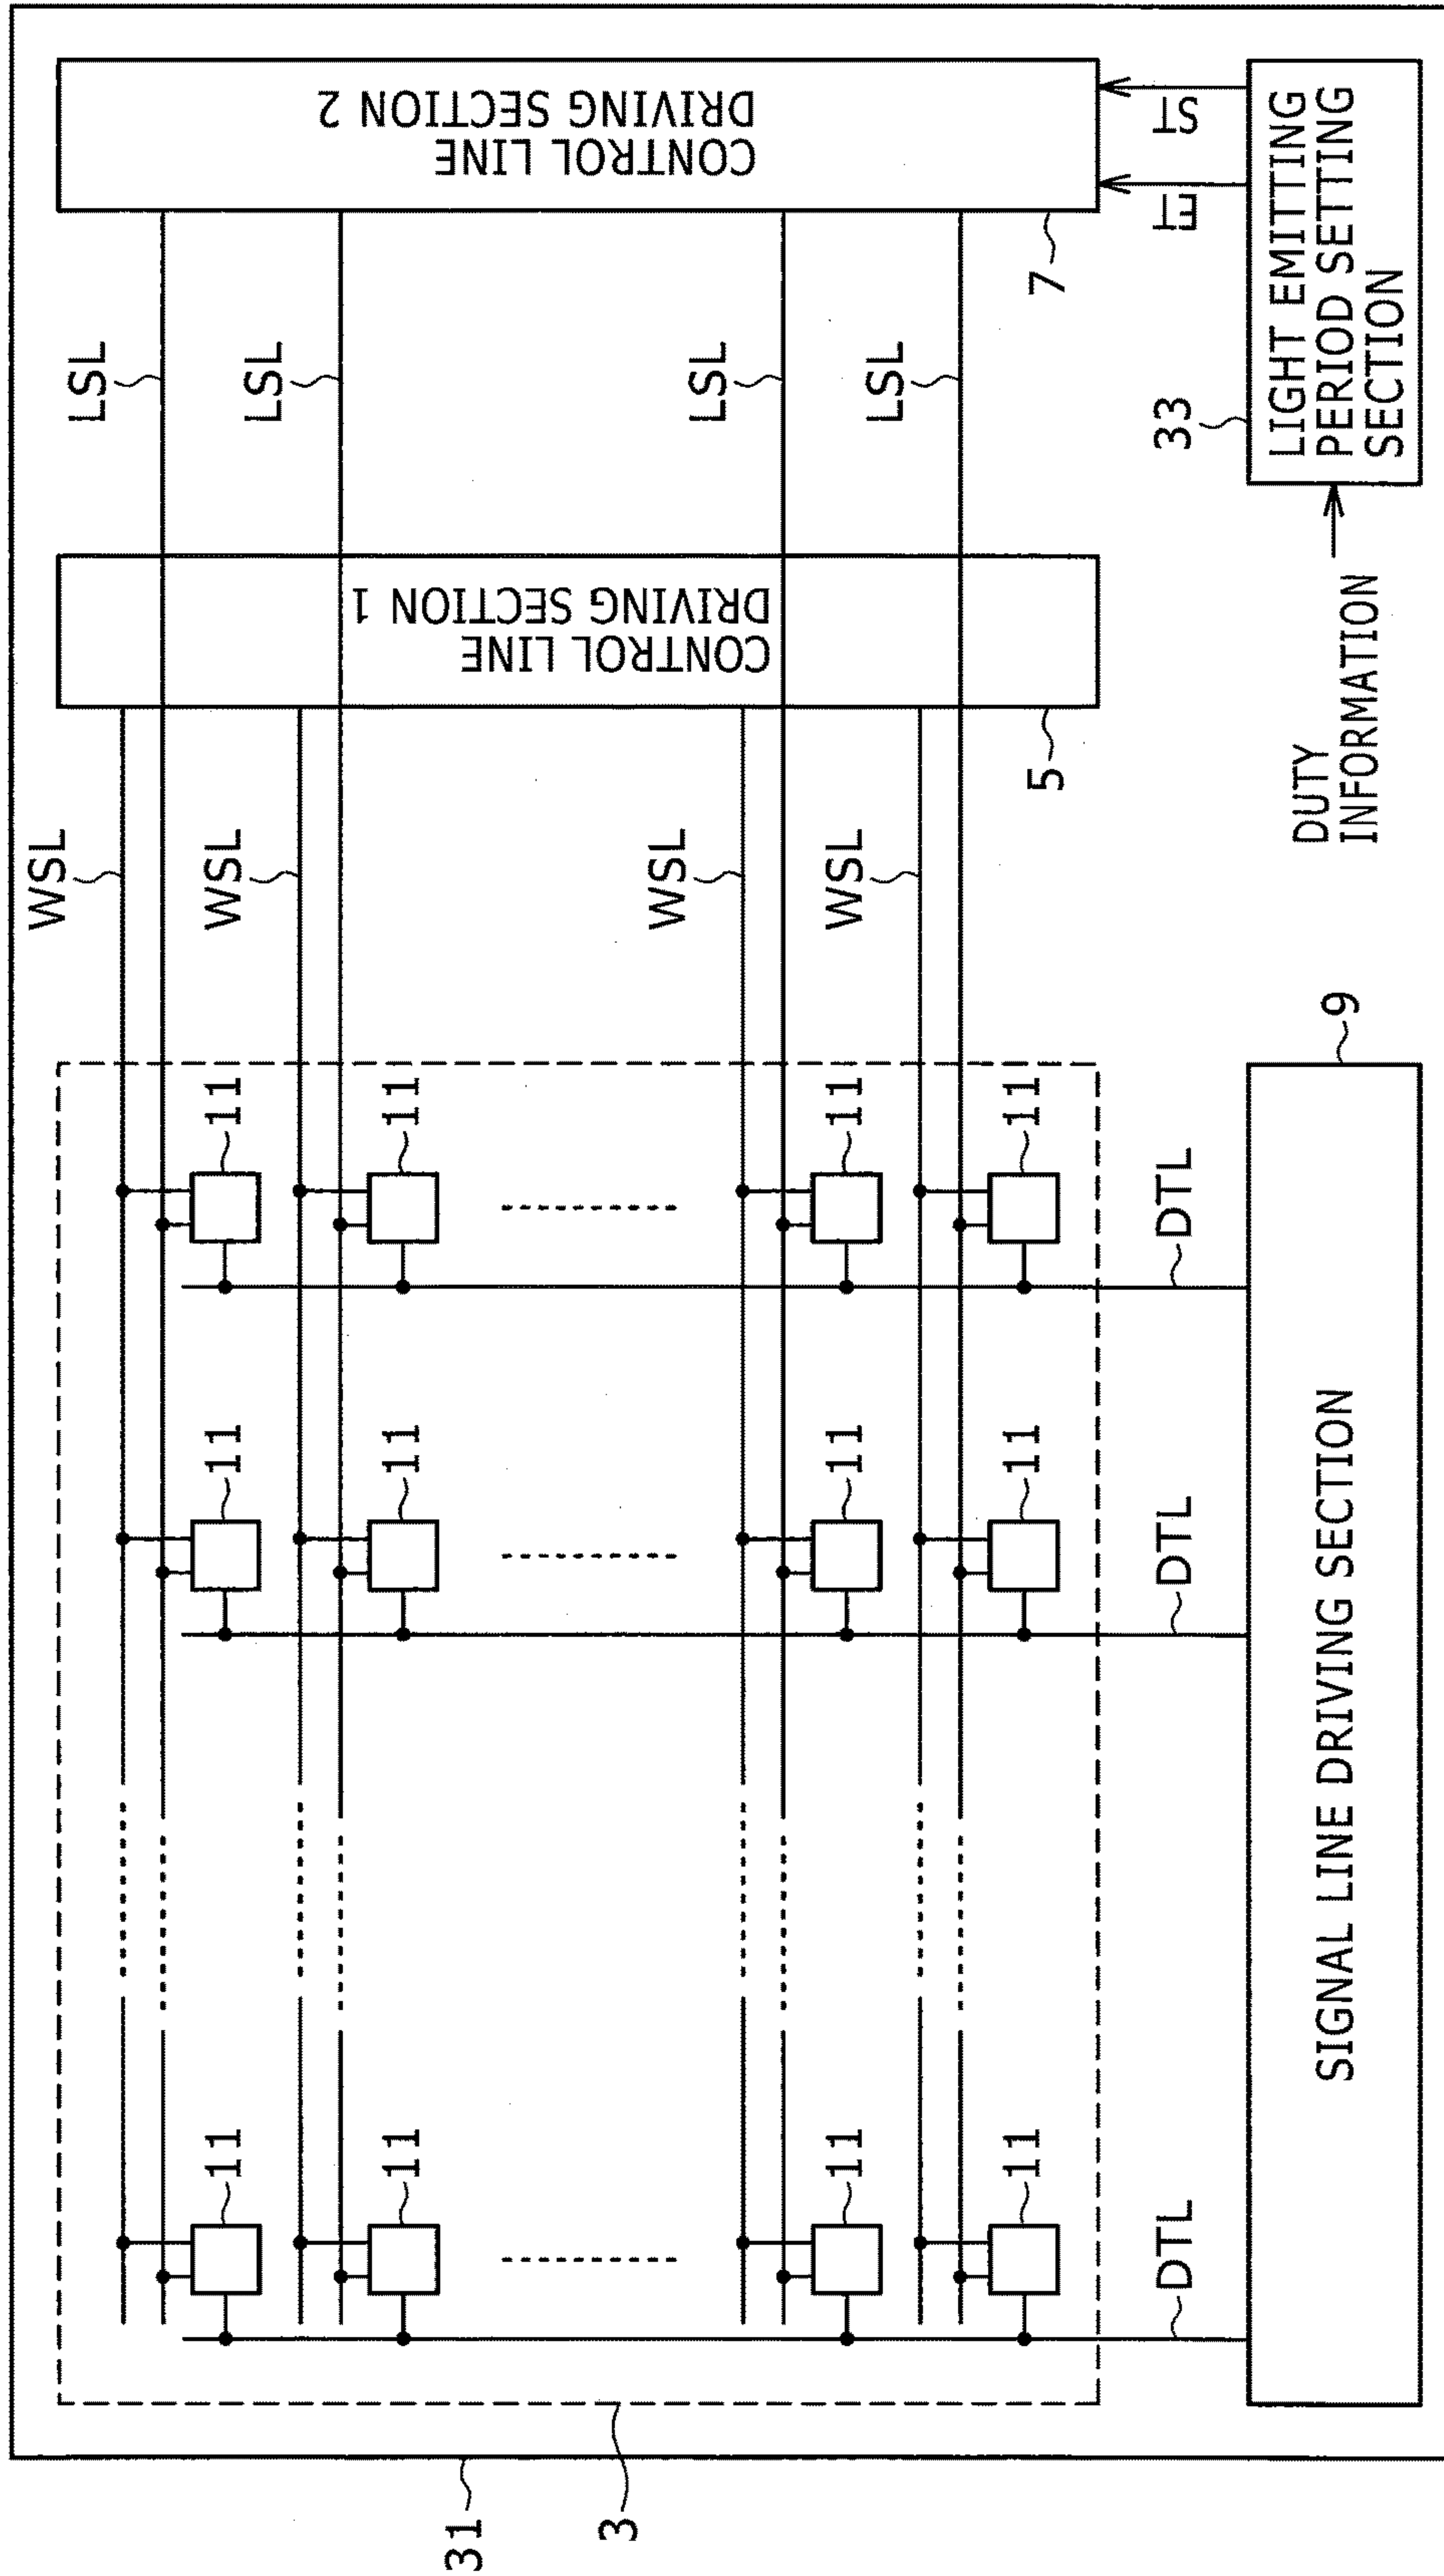 CONTROL LINE
DRIVING SECTION 2
ST
ET
LIGHT EMITTING
PERIOD SETTING
SECTION
33
7
LSL
LSL
LSL
LSL
CONTROL LINE
DRIVING SECTION 1
5
DUTY
INFORMATION
WSL
WSL
WSL
WSL
11
11
11
11
DTL
9
11
11
11
11
DTL
SIGNAL LINE DRIVING SECTION
11
11
11
11
DTL
31
3